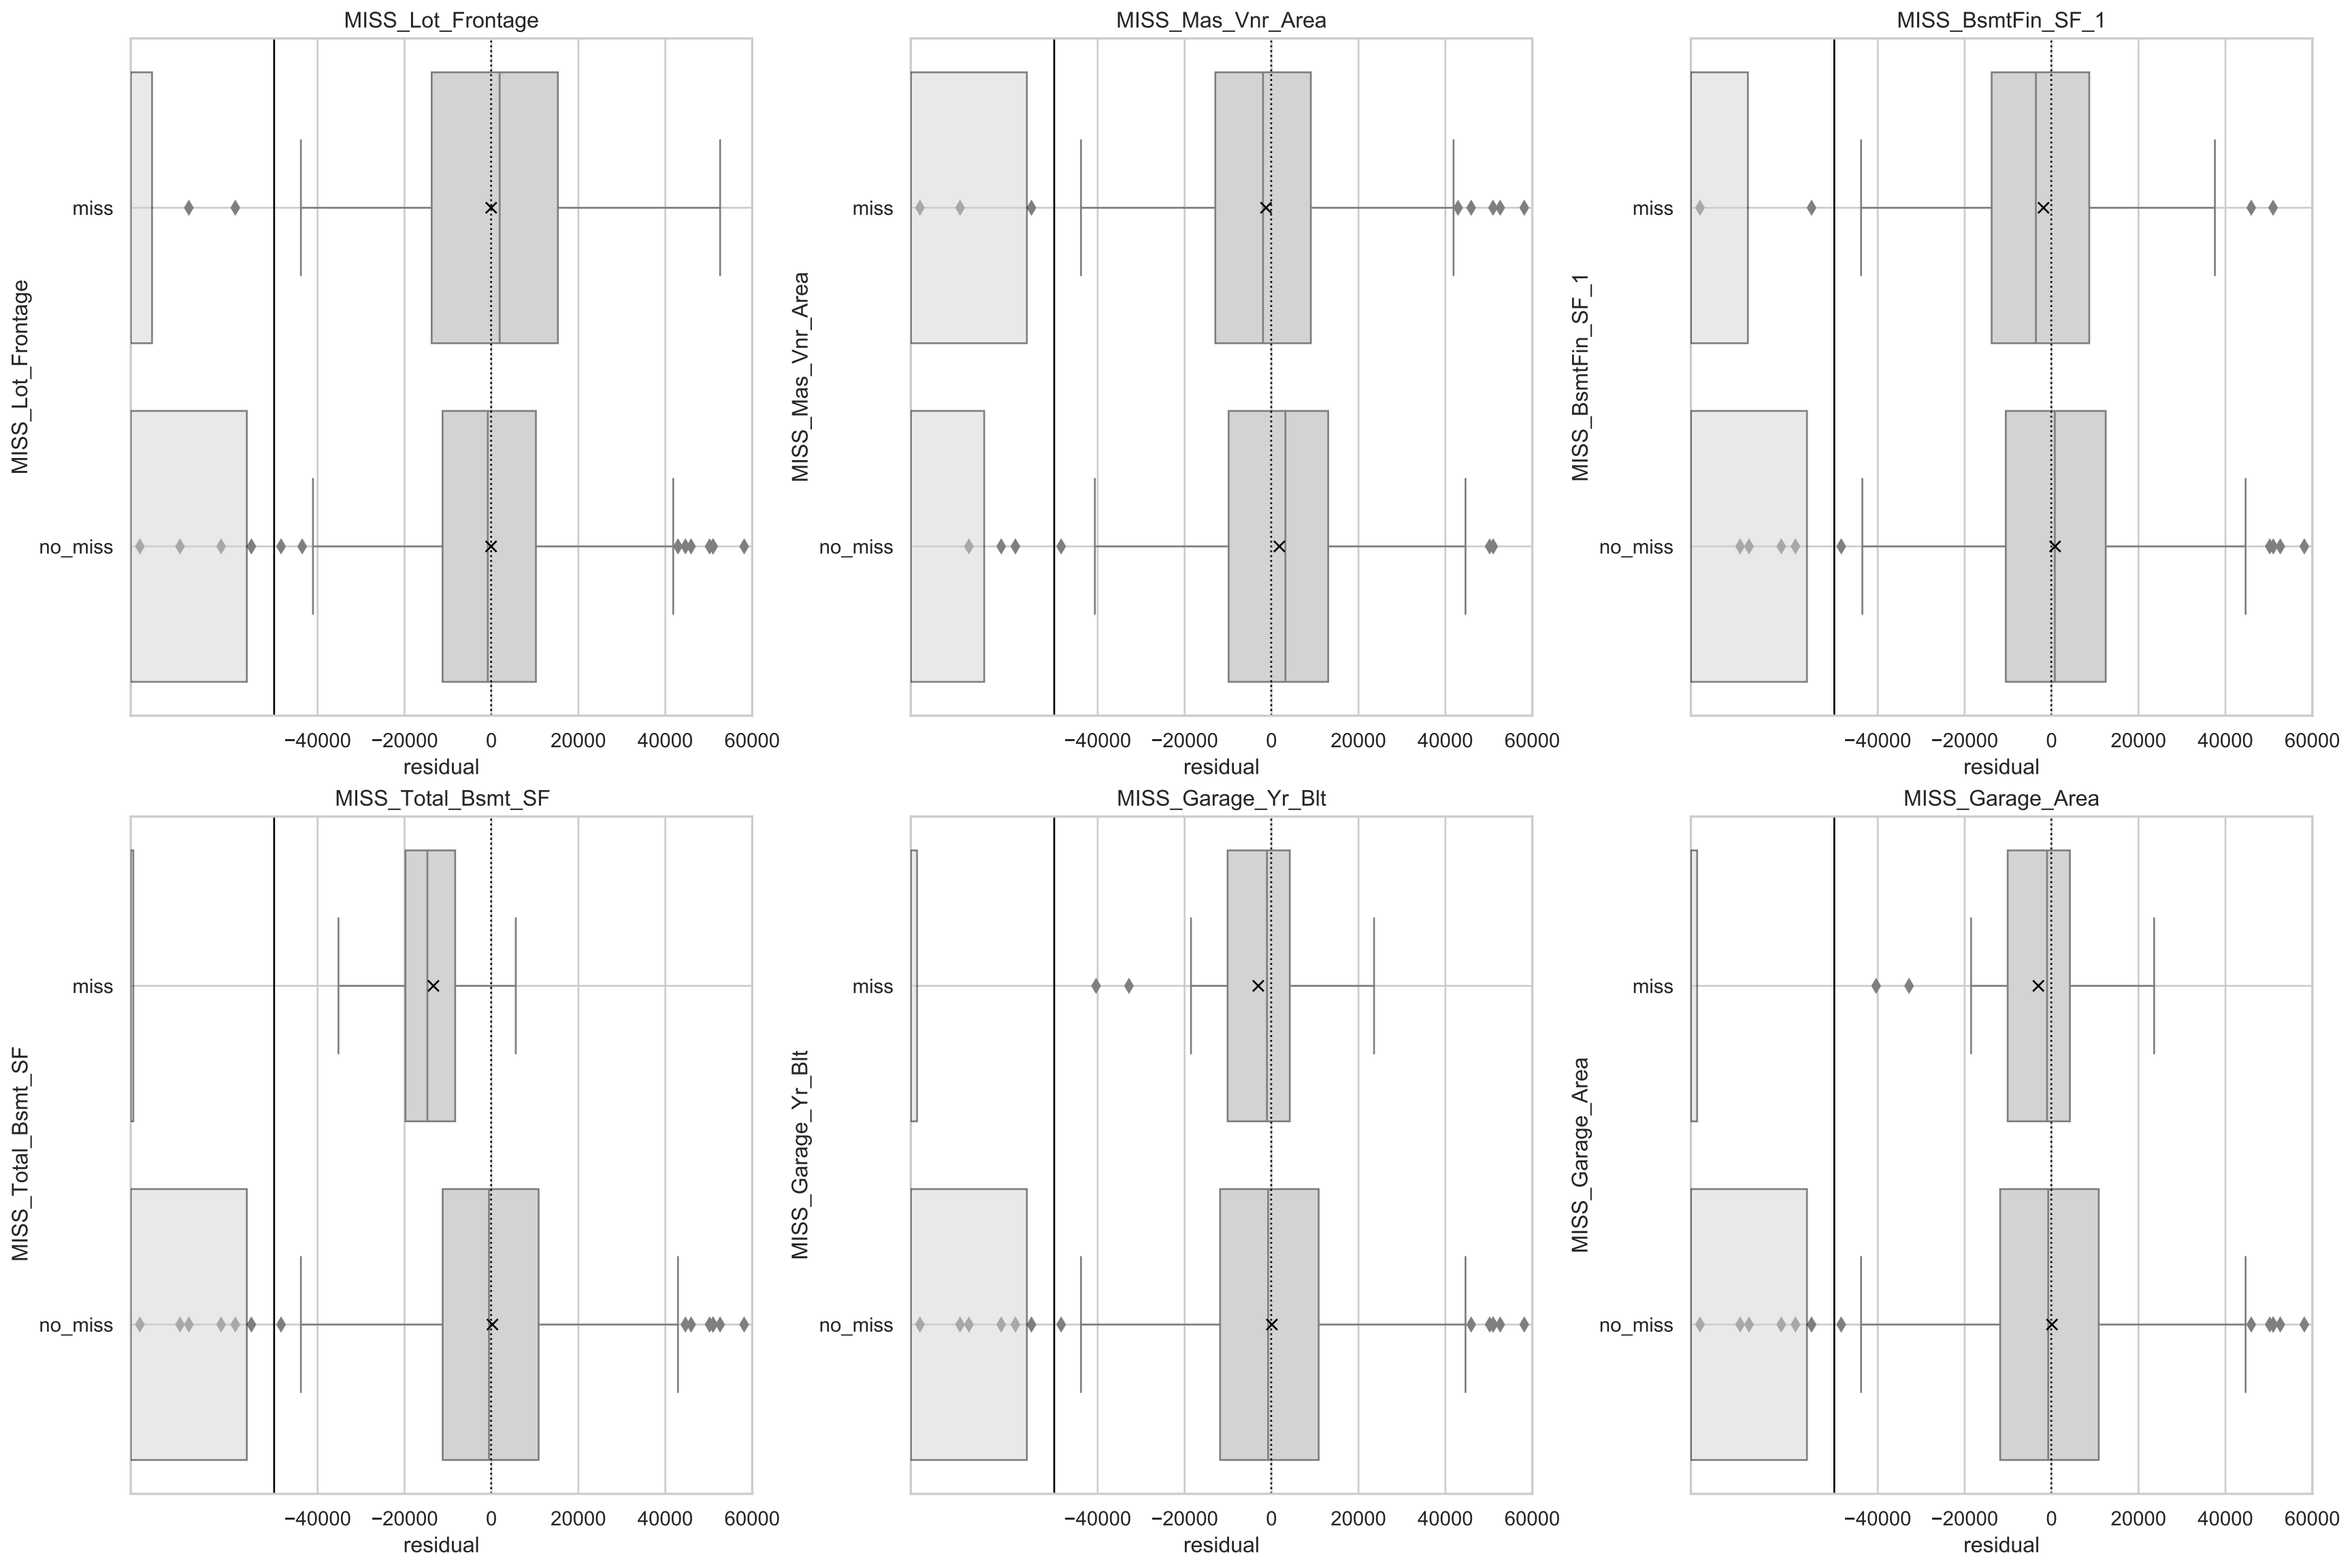 MISS_Lot_Frontage
MISS_Lot_Frontage
miss
no_miss
−40000 −20000 0 20000 40000 60000
residual
MISS_Mas_Vnr_Area
MISS_Mas_Vnr_Area
miss
no_miss
−40000 −20000 0 20000 40000 60000
residual
MISS_BsmtFin_SF_1
MISS_BsmtFin_SF_1
miss
no_miss
−40000 −20000 0 20000 40000 60000
residual
MISS_Total_Bsmt_SF
MISS_Total_Bsmt_SF
miss
no_miss
−40000 −20000 0 20000 40000 60000
residual
MISS_Garage_Yr_Blt
MISS_Garage_Yr_Blt
miss
no_miss
−40000 −20000 0 20000 40000 60000
residual
MISS_Garage_Area
MISS_Garage_Area
miss
no_miss
−40000 −20000 0 20000 40000 60000
residual